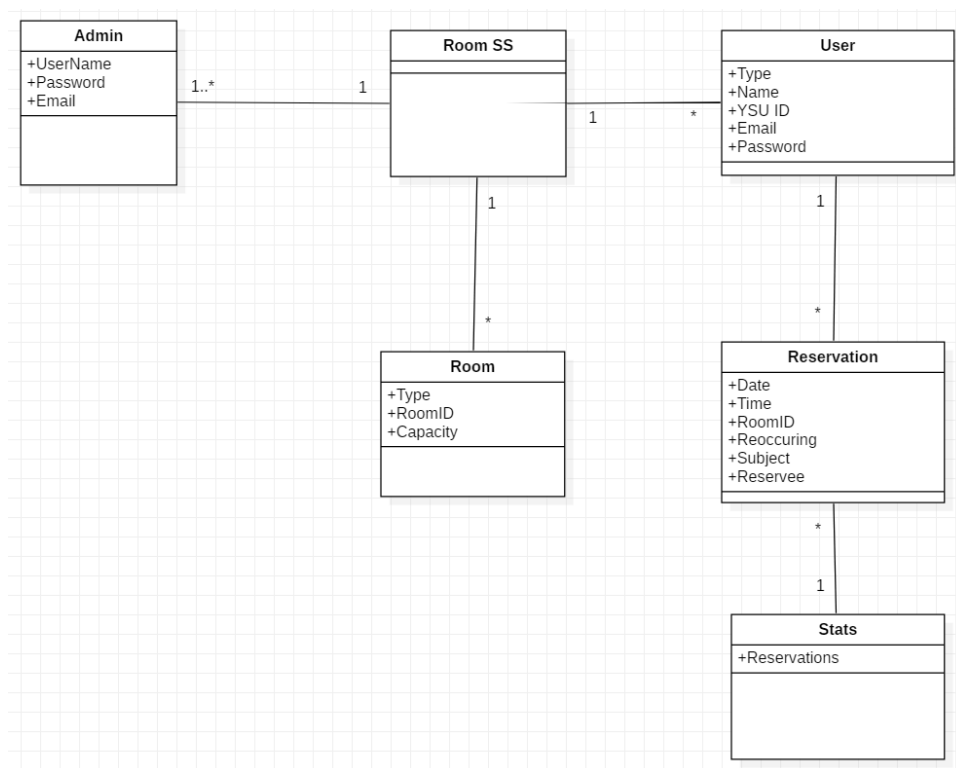 Admin
+UserName
+Password
+Email
1..*
1
Room SS
1
*
User
+Type
+Name
+YSU ID
+Email
+Password
1
*
1
*
Room
+Type
+RoomID
+Capacity
Reservation
+Date
+Time
+RoomID
+Reoccuring
+Subject
+Reservee
*
1
Stats
+Reservations